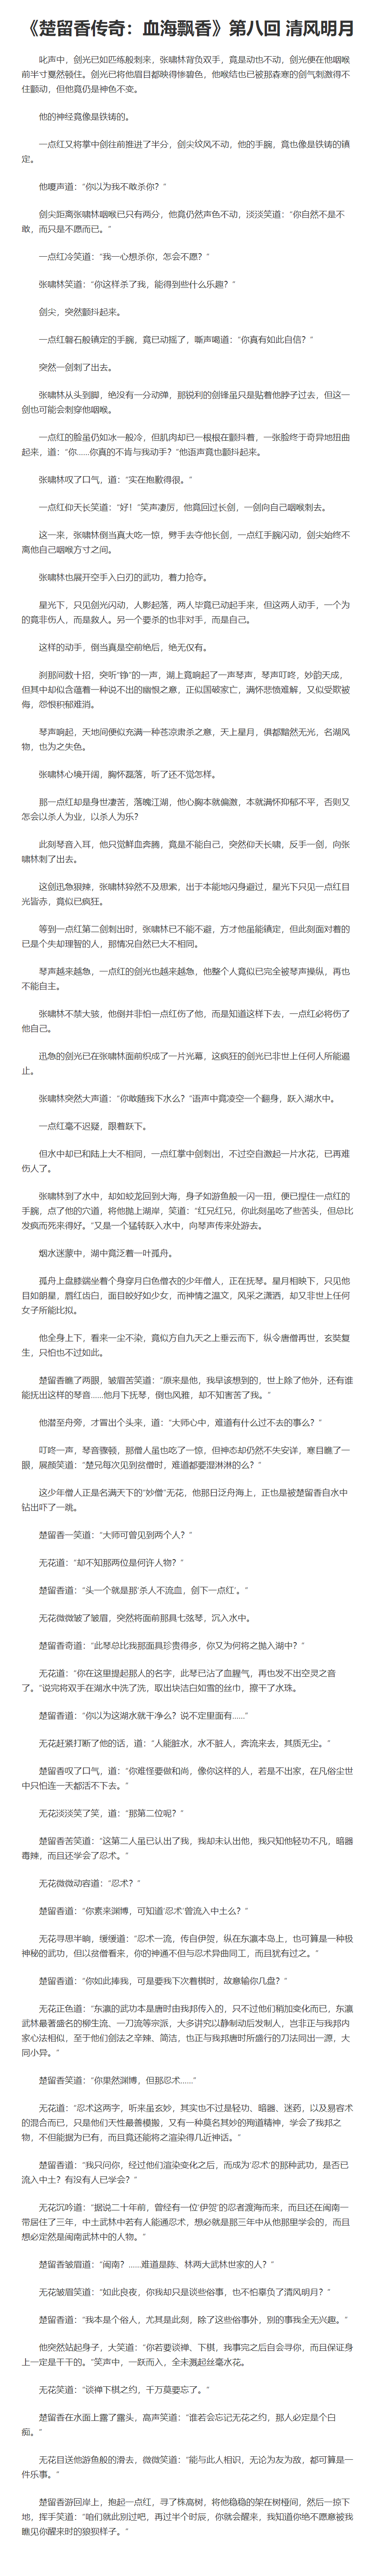 《楚留香传奇：血海飘香》第八回 清风明月
叱声中，剑光已如匹练般刺来，张啸林背负双手，竟是动也不动，剑光便在他咽喉
前半寸戛然顿住。剑光已将他眉目都映得惨碧色，他喉结也已被那森寒的剑气刺激得不
住颤动，但他竟仍是神色不变。
他的神经竟像是铁铸的。
一点红又将掌中剑往前推进了半分，剑尖纹风不动，他的手腕，竟也像是铁铸的镇
定。
他嗄声道：“你以为我不敢杀你？”
剑尖距离张啸林咽喉已只有两分，他竟仍然声色不动，淡淡笑道：“你自然不是不
敢，而只是不愿而已。”
一点红冷笑道：“我一心想杀你，怎会不愿？”
张啸林笑道：“你这样杀了我，能得到些什么乐趣？”
剑尖，突然颤抖起来。
一点红磐石般镇定的手腕，竟已动摇了，嘶声喝道：“你真有如此自信？”
突然一剑刺了出去。
张啸林从头到脚，绝没有一分动弹，那锐利的剑锋虽只是贴着他脖子过去，但这一
剑也可能会刺穿他咽喉。
一点红的脸虽仍如冰一般冷，但肌肉却已一根根在颤抖着，一张脸终于奇异地扭曲
起来，道：“你……你真的不肯与我动手？”他语声竟也颤抖起来。
张啸林叹了口气，道：“实在抱歉得很。”
一点红仰天长笑道：“好！”笑声凄厉，他竟回过长剑，一剑向自己咽喉刺去。
这一来，张啸林倒当真大吃一惊，劈手去夺他长剑，一点红手腕闪动，剑尖始终不
离他自己咽喉方寸之间。
张啸林也展开空手入白刃的武功，着力抢夺。
星光下，只见剑光闪动，人影起落，两人毕竟已动起手来，但这两人动手，一个为
的竟非伤人，而是救人。另一个要杀的也非对手，而是自己。
这样的动手，倒当真是空前绝后，绝无仅有。
刹那间数十招，突听“铮”的一声，湖上竟响起了一声琴声，琴声叮咚，妙韵天成，
但其中却似含蕴着一种说不出的幽恨之意，正似国破家亡，满怀悲愤难解，又似受欺被
侮，怨恨积郁难消。
琴声响起，天地间便似充满一种苍凉肃杀之意，天上星月，俱都黯然无光，名湖风
物，也为之失色。
张啸林心境开阔，胸怀磊落，听了还不觉怎样。
那一点红却是身世凄苦，落魄江湖，他心胸本就偏激，本就满怀抑郁不平，否则又
怎会以杀人为业，以杀人为乐？
此刻琴音入耳，他只觉鲜血奔腾，竟是不能自己，突然仰天长啸，反手一剑，向张
啸林刺了出去。
这剑迅急狠辣，张啸林猝然不及思索，出于本能地闪身避过，星光下只见一点红目
光皆赤，竟似已疯狂。
等到一点红第二剑刺出时，张啸林已不能不避，方才他虽能镇定，但此刻面对着的
已是个失却理智的人，那情况自然已大不相同。
琴声越来越急，一点红的剑光也越来越急，他整个人竟似已完全被琴声操纵，再也
不能自主。
张啸林不禁大骇，他倒并非怕一点红伤了他，而是知道这样下去，一点红必将伤了
他自己。
迅急的剑光已在张啸林面前织成了一片光幕，这疯狂的剑光已非世上任何人所能遏
止。
张啸林突然大声道：“你敢随我下水么？”语声中竟凌空一个翻身，跃入湖水中。
一点红毫不迟疑，跟着跃下。
但水中却已和陆上大不相同，一点红掌中剑刺出，不过空自激起一片水花，已再难
伤人了。
张啸林到了水中，却如蛟龙回到大海，身子如游鱼般一闪一扭，便已捏住一点红的
手腕，点了他的穴道，将他抛上湖岸，笑道：“红兄红兄，你此刻虽吃了些苦头，但总比
发疯而死来得好。”又是一个猛转跃入水中，向琴声传来处游去。
烟水迷蒙中，湖中竟泛着一叶孤舟。
孤舟上盘膝端坐着个身穿月白色僧衣的少年僧人，正在抚琴。星月相映下，只见他
目如朗星，唇红齿白，面目皎好如少女，而神情之温文，风采之潇洒，却又非世上任何
女子所能比拟。
他全身上下，看来一尘不染，竟似方自九天之上垂云而下，纵令唐僧再世，玄奘复
生，只怕也不过如此。
楚留香瞧了两眼，皱眉苦笑道：“原来是他，我早该想到的，世上除了他外，还有谁
能抚出这样的琴音……他月下抚琴，倒也风雅，却不知害苦了我。”
他潜至舟旁，才冒出个头来，道：“大师心中，难道有什么过不去的事么？”
叮咚一声，琴音骤顿，那僧人虽也吃了一惊，但神态却仍然不失安详，寒目瞧了一
眼，展颜笑道：“楚兄每次见到贫僧时，难道都要湿淋淋的么？”
这少年僧人正是名满天下的“妙僧”无花，他那日泛舟海上，正也是被楚留香自水中
钻出吓了一跳。
楚留香一笑道：“大师可曾见到两个人？”
无花道：“却不知那两位是何许人物？”
楚留香道：“头一个就是那‘杀人不流血，剑下一点红’。”
无花微微皱了皱眉，突然将面前那具七弦琴，沉入水中。
楚留香奇道：“此琴总比我那面具珍贵得多，你又为何将之抛入湖中？”
无花道：“你在这里提起那人的名字，此琴已沾了血腥气，再也发不出空灵之音
了。”说完将双手在湖水中洗了洗，取出块洁白如雪的丝巾，擦干了水珠。
楚留香道：“你以为这湖水就干净么？说不定里面有……”
无花赶紧打断了他的话，道：“人能脏水，水不脏人，奔流来去，其质无尘。”
楚留香叹了口气，道：“你难怪要做和尚，像你这样的人，若是不出家，在凡俗尘世
中只怕连一天都活不下去。”
无花淡淡笑了笑，道：“那第二位呢？”
楚留香苦笑道：“这第二人虽已认出了我，我却未认出他，我只知他轻功不凡，暗器
毒辣，而且还学会了忍术。”
无花微微动容道：“忍术？”
楚留香道：“你素来渊博，可知道‘忍术’曾流入中土么？”
无花寻思半晌，缓缓道：“忍术一流，传自伊贺，纵在东瀛本岛上，也可算是一种极
神秘的武功，但以贫僧看来，你的神通不但与忍术异曲同工，而且犹有过之。”
楚留香道：“你如此捧我，可是要我下次着棋时，故意输你几盘？”
无花正色道：“东瀛的武功本是唐时由我邦传入的，只不过他们稍加变化而已，东瀛
武林最著盛名的柳生流、一刀流等宗派，大多讲究以静制动后发制人，岂非正与我邦内
家心法相似，至于他们剑法之辛辣、简洁，也正与我邦唐时所盛行的刀法同出一源，大
同小异。”
楚留香笑道：“你果然渊博，但那忍术……”
无花道：“忍术这两字，听来虽玄妙，其实也不过是轻功、暗器、迷药，以及易容术
的混合而已，只是他们天性最善模搬，又有一种莫名其妙的殉道精神，学会了我邦之
物，不但能据为已有，而且竟还能将之渲染得几近神话。”
楚留香道：“我只问你，经过他们渲染变化之后，而成为‘忍术’的那种武功，是否已
流入中土？有没有人已学会？”
无花沉吟道：“据说二十年前，曾经有一位‘伊贺’的忍者渡海而来，而且还在闽南一
带居住了三年，中土武林中若有人能通忍术，想必就是那三年中从他那里学会的，而且
想必定然是闽南武林中的人物。”
楚留香皱眉道：“闽南？……难道是陈、林两大武林世家的人？”
无花皱眉笑道：“如此良夜，你我却只是谈些俗事，也不怕辜负了清风明月？”
楚留香道：“我本是个俗人，尤其是此刻，除了这些俗事外，别的事我全无兴趣。”
他突然钻起身子，大笑道：“你若要谈禅、下棋，我事完之后自会寻你，而且保证身
上一定是干干的。”笑声中，一跃而入，全未溅起丝毫水花。
无花笑道：“谈禅下棋之约，千万莫要忘了。”
楚留香在水面上露了露头，高声笑道：“谁若会忘记无花之约，那人必定是个白
痴。”
无花目送他游鱼般的滑去，微微笑道：“能与此人相识，无论为友为敌，都可算是一
件乐事。”
楚留香游回岸上，抱起一点红，寻了株高树，将他稳稳的架在树桠间，然后一掠下
地，挥手笑道：“咱们就此别过吧，再过半个时辰，你就会醒来，我知道你绝不愿意被我
瞧见你醒来时的狼狈样子。”